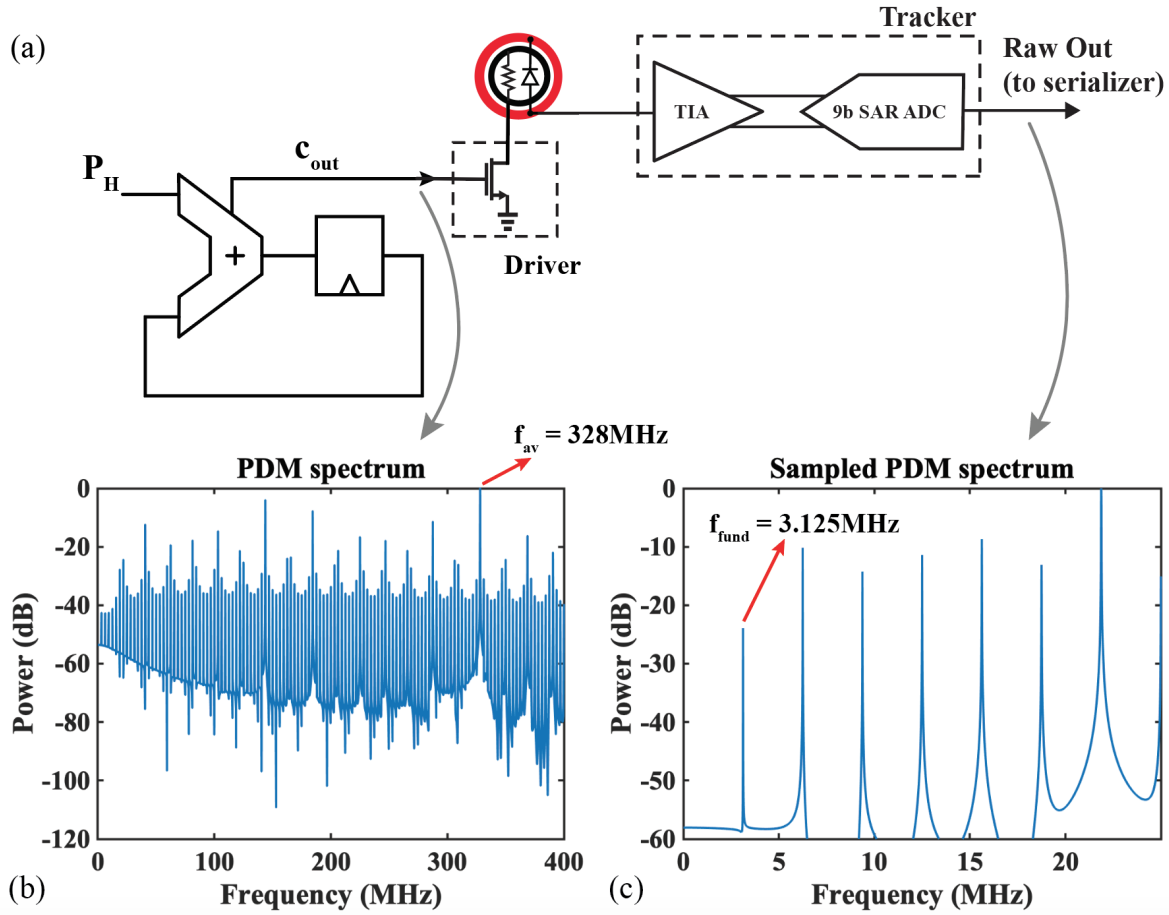 (a)
Tracker
Raw Out
(to serializer)
TIA
9b SAR ADC
c_out
P_H
+
Driver
f_av = 328MHz
PDM spectrum
0
-20
-40
-60
-80
-100
-120
Power (dB)
0 100 200 300 400
Frequency (MHz)
(b)
Sampled PDM spectrum
f_fund = 3.125MHz
0
-10
-20
-30
-40
-50
-60
Power (dB)
0 5 10 15 20
Frequency (MHz)
(c)